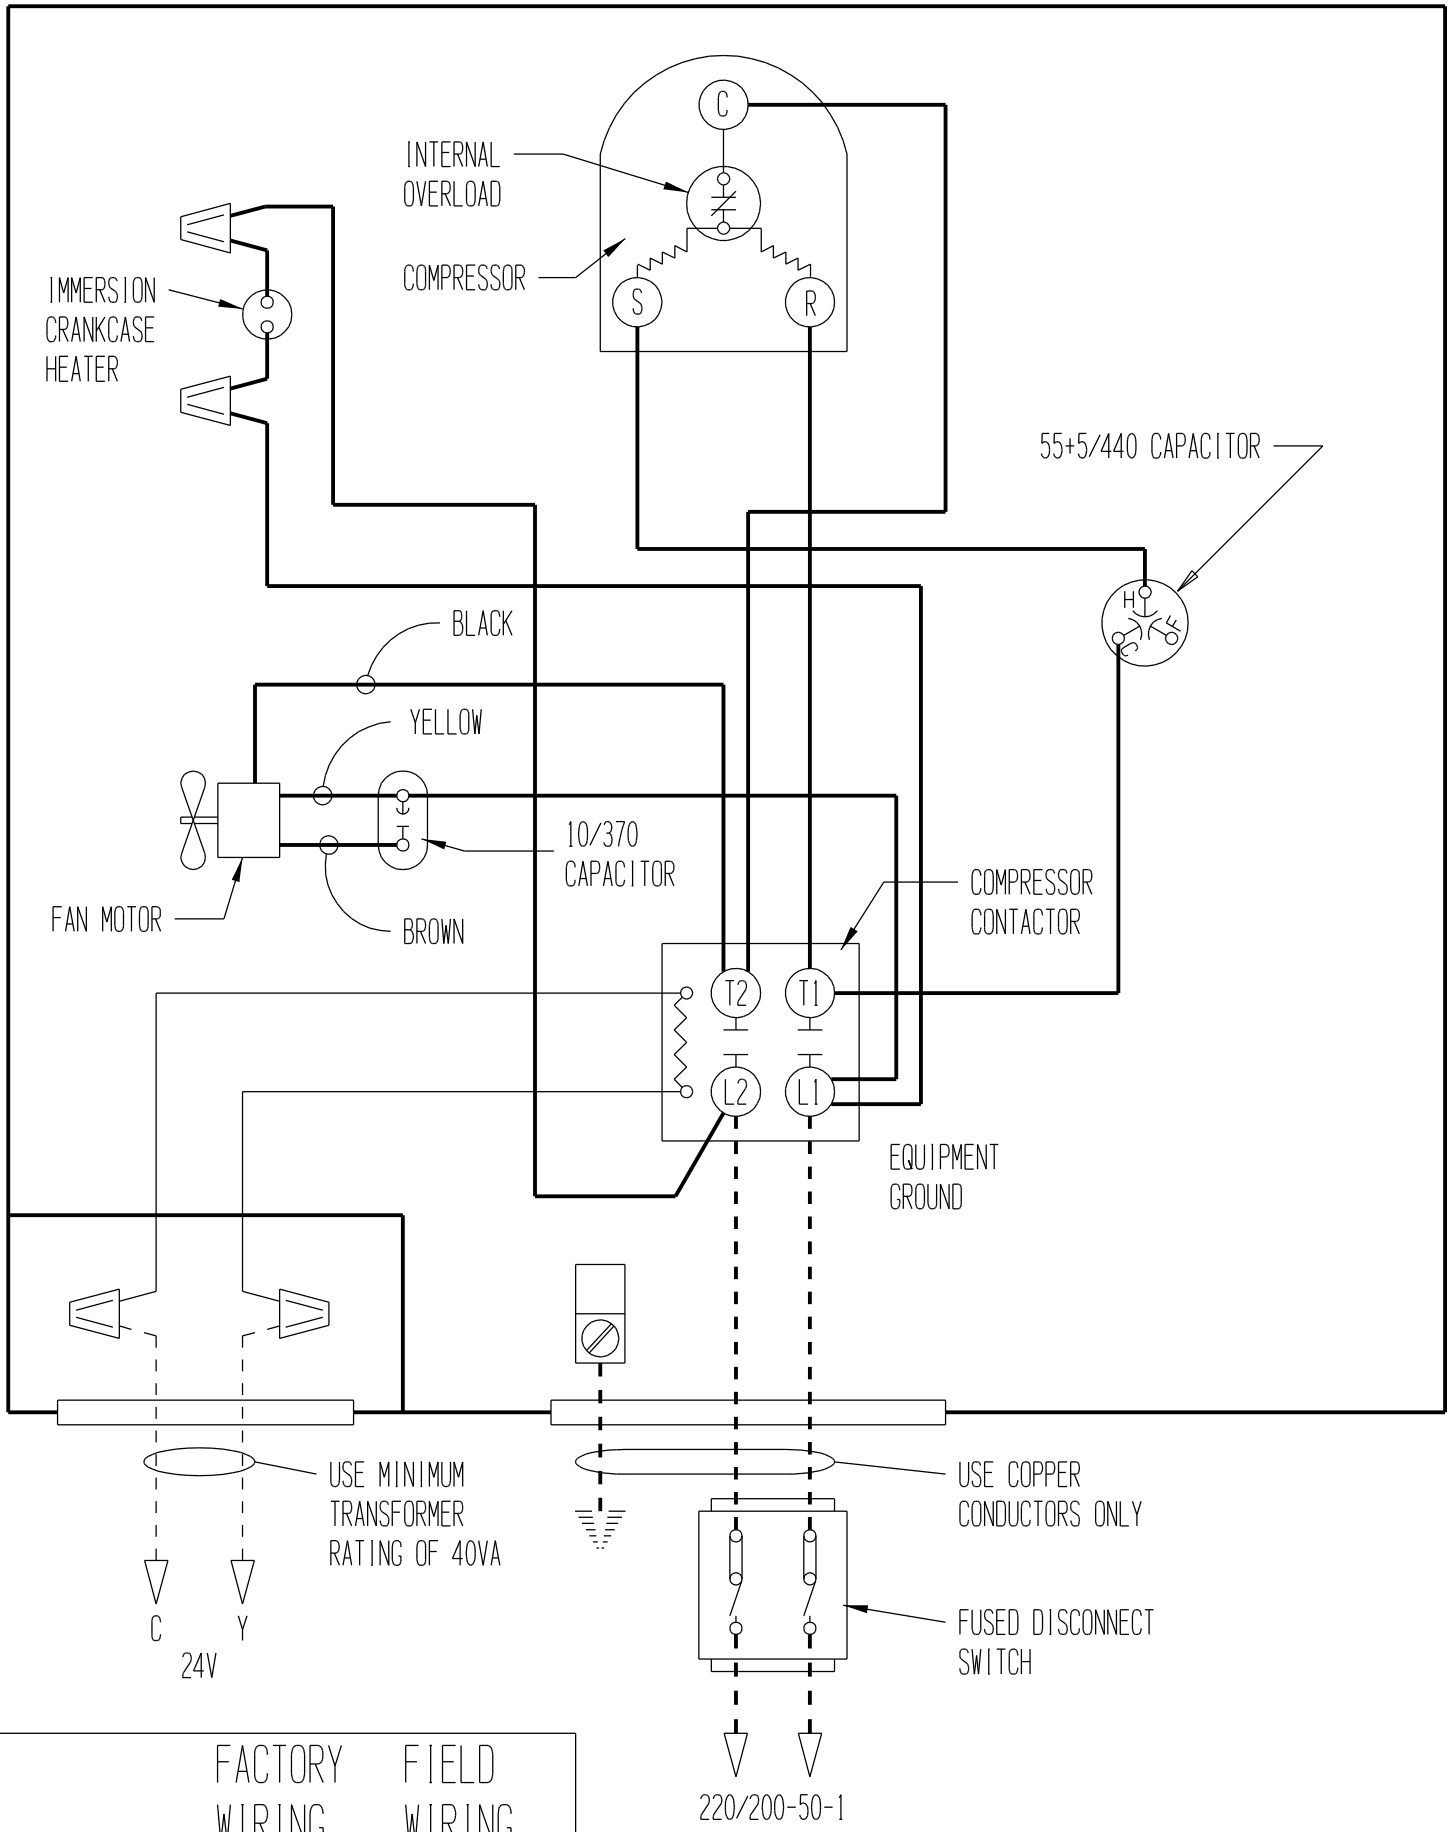 C
INTERNAL
OVERLOAD
COMPRESSOR
S
R
IMMERSION
CRANKCASE
HEATER
55+5/440 CAPACITOR
H
F
C
BLACK
YELLOW
10/370
CAPACITOR
FAN MOTOR
BROWN
COMPRESSOR
CONTACTOR
T2
T1
L2
L1
EQUIPMENT
GROUND
USE MINIMUM
TRANSFORMER
RATING OF 40VA
USE COPPER
CONDUCTORS ONLY
C
Y
24V
FUSED DISCONNECT
SWITCH
220/200-50-1
FACTORY
WIRING
FIELD
WIRING